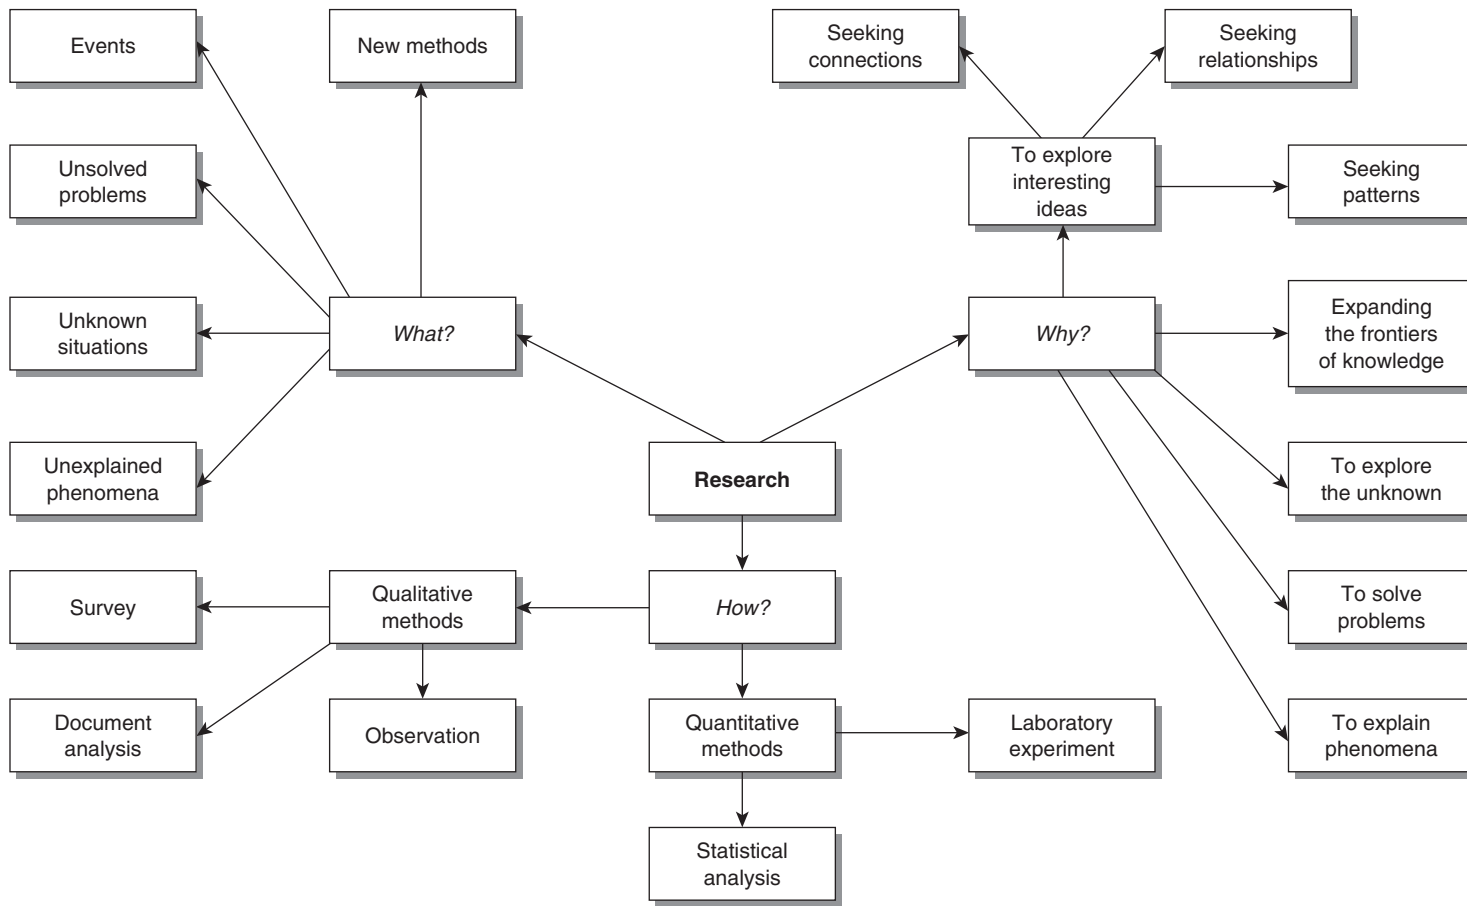 Events
New methods
Seeking
connections
Seeking
relationships
Unsolved
problems
To explore
interesting
ideas
Seeking
patterns
Unknown
situations
What?
Why?
Expanding
the frontiers
of knowledge
Unexplained
phenomena
Research
To explore
the unknown
Survey
Qualitative
methods
How?
To solve
problems
Document
analysis
Observation
Quantitative
methods
Laboratory
experiment
To explain
phenomena
Statistical
analysis